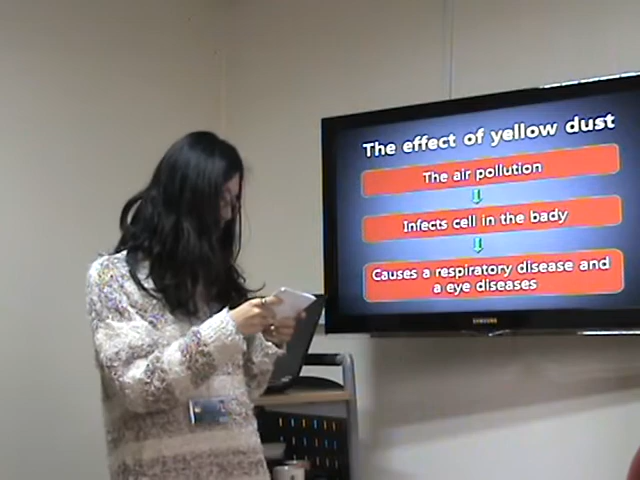 The effect of yellow dust
The air pollution
Infects cell in the bady
Causes a respiratory disease and
a eye diseases
SAMSUNG